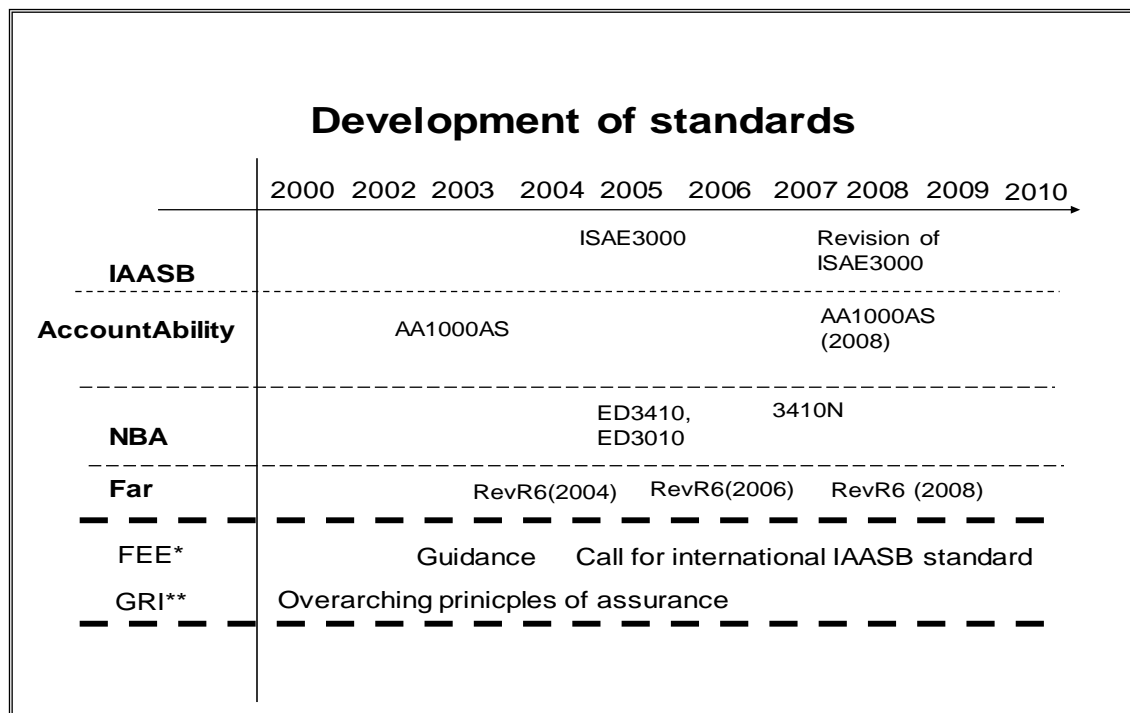 Development of standards
2000 2002 2003 2004 2005 2006 2007 2008 2009 2010
IAASB
ISAE3000
Revision of
ISAE3000
AccountAbility
AA1000AS
AA1000AS
(2008)
NBA
ED3410,
ED3010
3410N
Far
RevR6(2004)
RevR6(2006)
RevR6 (2008)
FEE*
Guidance
Call for international IAASB standard
GRI**
Overarching prinicples of assurance